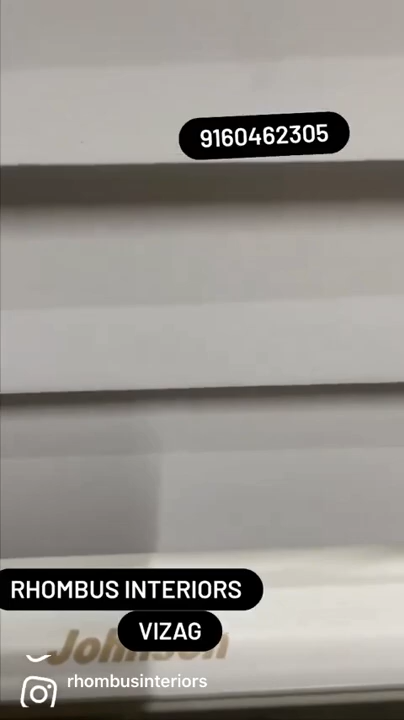 9160462305
RHOMBUS INTERIORS
VIZAG
Johnson
rhombusinteriors